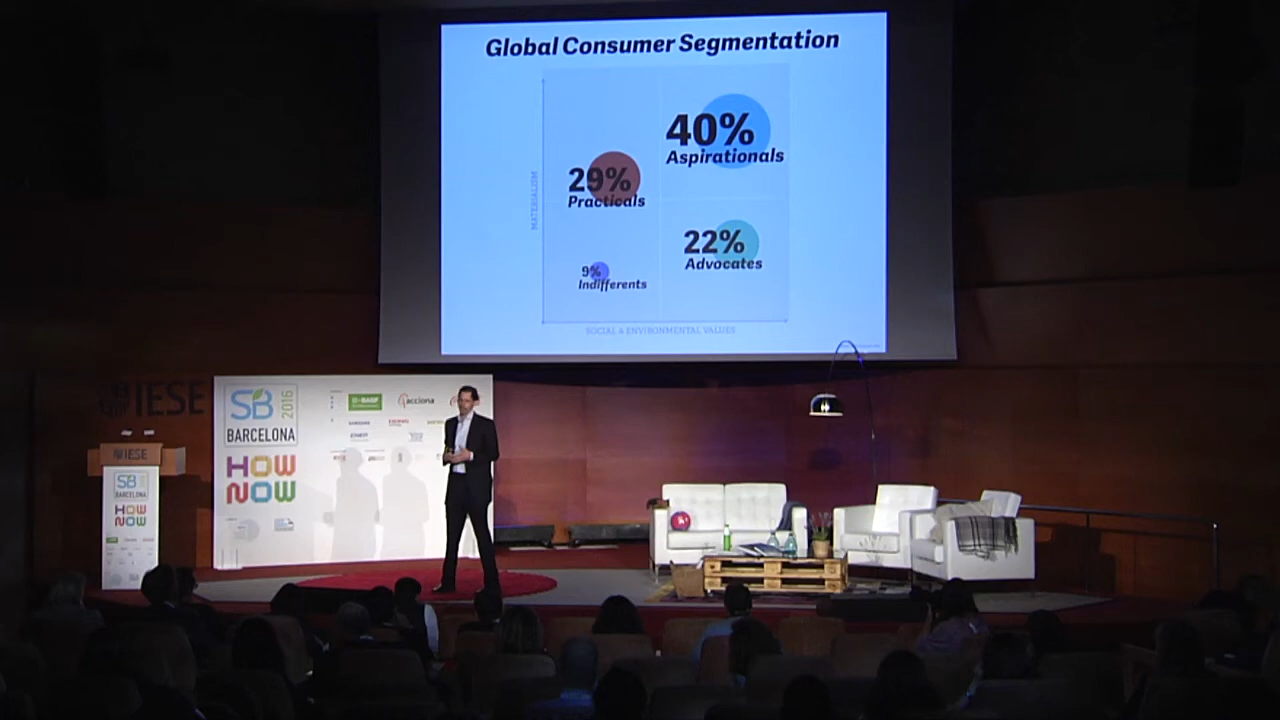 Global Consumer Segmentation
40%
Aspirationals
29%
Practicals
22%
Advocates
9%
Indifferents
MATERIALISM
SOCIAL & ENVIRONMENTAL VALUES
IESE
SB
2016
BARCELONA
HOW
NOW
BASF
acciona
IESE
SB
BARCELONA
HOW
NOW